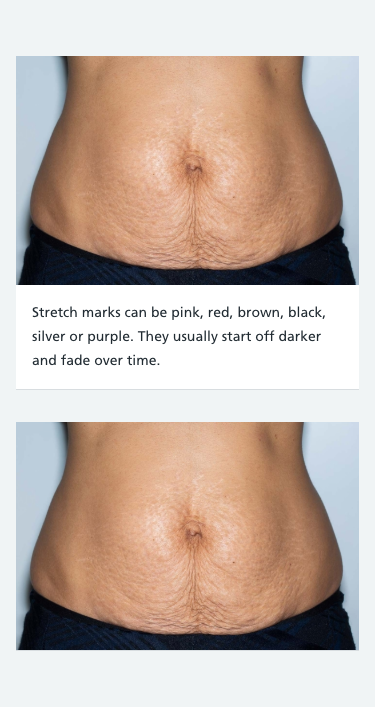 Stretch marks can be pink, red, brown, black,
silver or purple. They usually start off darker
and fade over time.